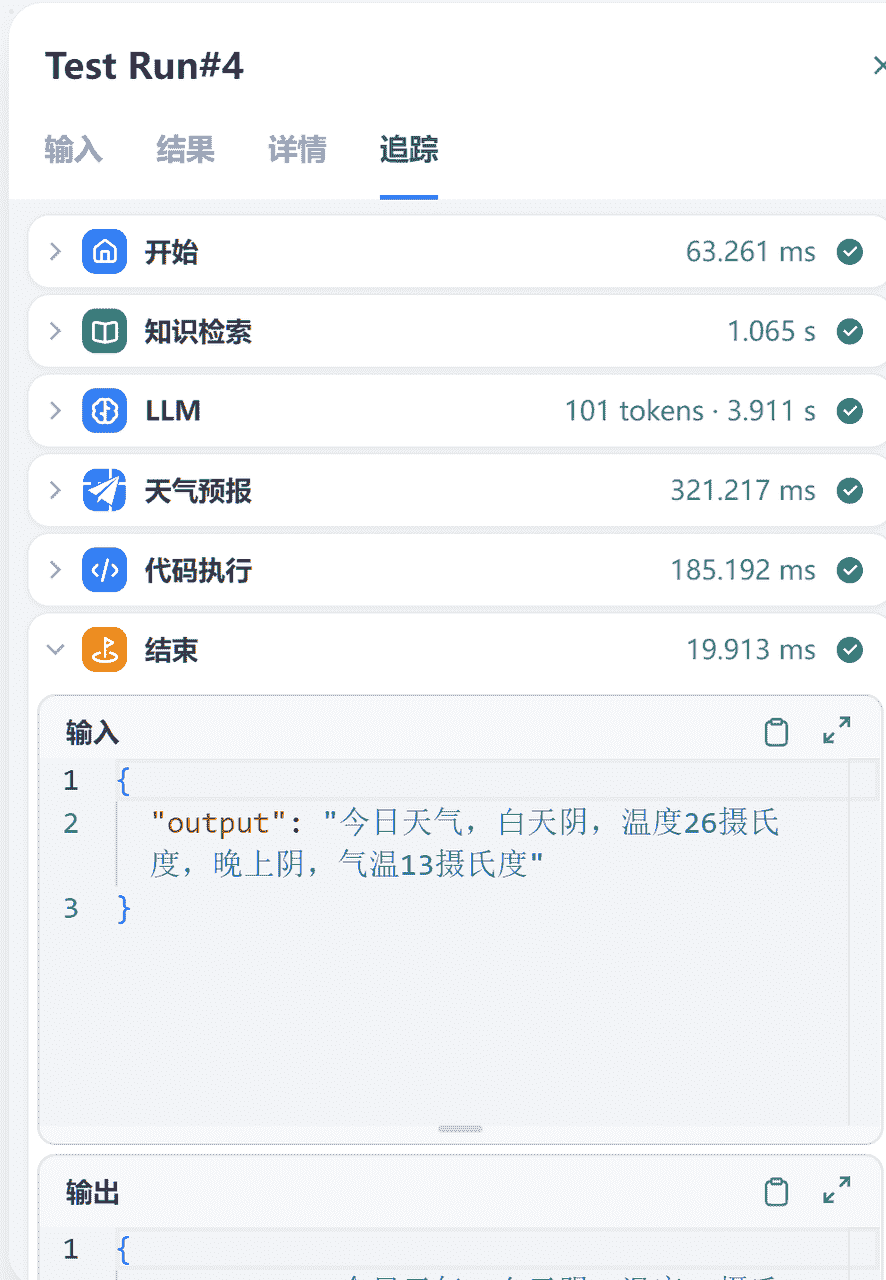 Test Run#4
输入 结果 详情 追踪
开始 63.261 ms
知识检索 1.065 s
LLM 101 tokens · 3.911 s
天气预报 321.217 ms
代码执行 185.192 ms
结束 19.913 ms
输入
1 {
2 "output": "今日天气，白天阴，温度26摄氏
度，晚上阴，气温13摄氏度"
3 }
输出
1 {